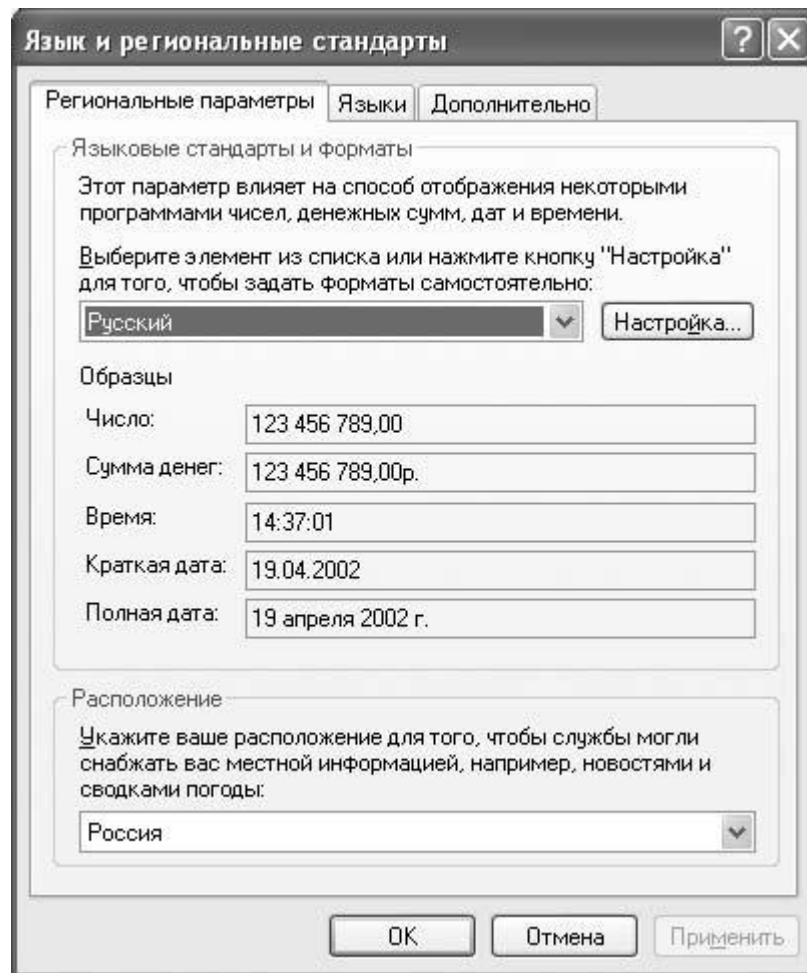 Язык и региональные стандарты
Региональные параметры Языки Дополнительно
Языковые стандарты и форматы
Этот параметр влияет на способ отображения некоторыми
программами чисел, денежных сумм, дат и времени.
Выберите элемент из списка или нажмите кнопку "Настройка"
для того, чтобы задать форматы самостоятельно:
Русский Настройка...
Образцы
Число: 123 456 789,00
Сумма денег: 123 456 789,00р.
Время: 14:37:01
Краткая дата: 19.04.2002
Полная дата: 19 апреля 2002 г.
Расположение
Укажите ваше расположение для того, чтобы службы могли
снабжать вас местной информацией, например, новостями и
сводками погоды:
Россия
OK Отмена Применить